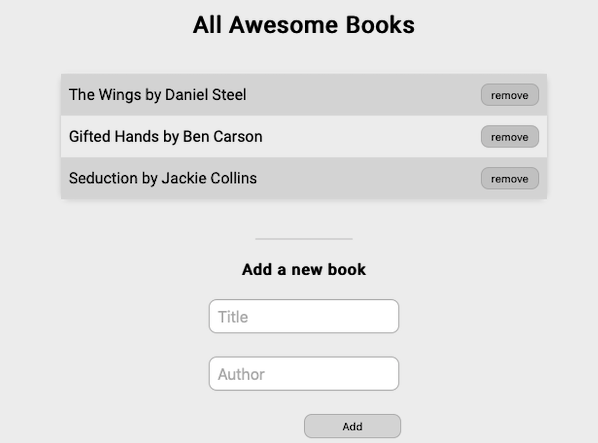 All Awesome Books
The Wings by Daniel Steel remove
Gifted Hands by Ben Carson remove
Seduction by Jackie Collins remove
Add a new book
Title
Author
Add